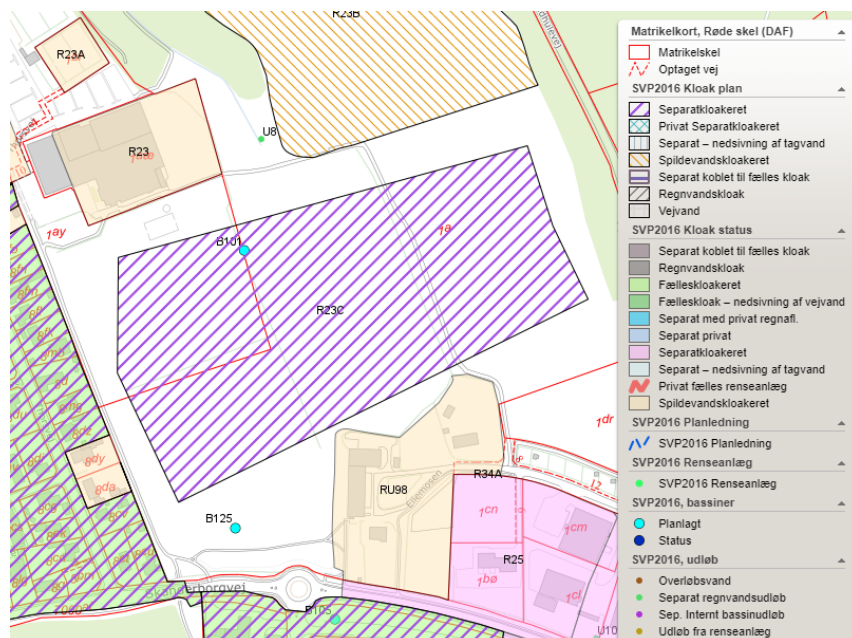 R23B
R23A
dhulevej
U8
R23
1ay
B101
1a
R23C
1dr
8dy
8da
RU98
Ellemosen
R34A
1cn
1cm
B125
R25
1bø
1cl
Skanderborgvej
B105
7000a
U10
Matrikelkort, Røde skel (DAF)
Matrikelskel
Optaget vej
SVP2016 Kloak plan
Separatkloakeret
Privat Separatkloakeret
Separat – nedsivning af tagvand
Spildevandskloakeret
Separat koblet til fælles kloak
Regnvandskloak
Vejvand
SVP2016 Kloak status
Separat koblet til fælles kloak
Regnvandskloak
Fælleskloakeret
Fælleskloak – nedsivning af vejvand
Separat med privat regnafl.
Separat privat
Separatkloakeret
Separat – nedsivning af tagvand
Privat fælles renseanlæg
Spildevandskloakeret
SVP2016 Planledning
SVP2016 Planledning
SVP2016 Renseanlæg
SVP2016 Renseanlæg
SVP2016, bassiner
Planlagt
Status
SVP2016, udløb
Overløbsvand
Separat regnvandsudløb
Sep. Internt bassinudløb
Udløb fra renseanlæg